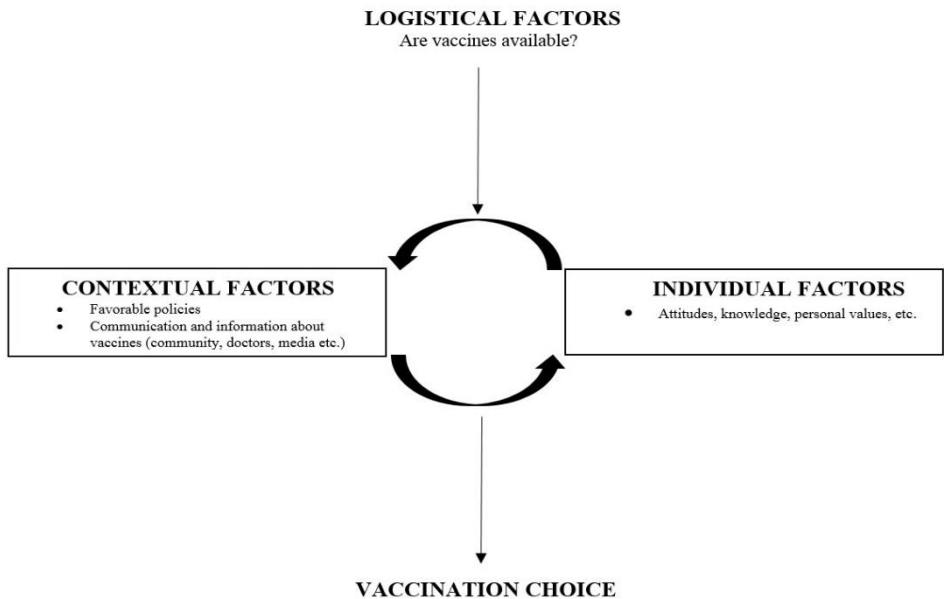 LOGISTICAL FACTORS
Are vaccines available?
CONTEXTUAL FACTORS
• Favorable policies
• Communication and information about
vaccines (community, doctors, media etc.)
INDIVIDUAL FACTORS
• Attitudes, knowledge, personal values, etc.
VACCINATION CHOICE